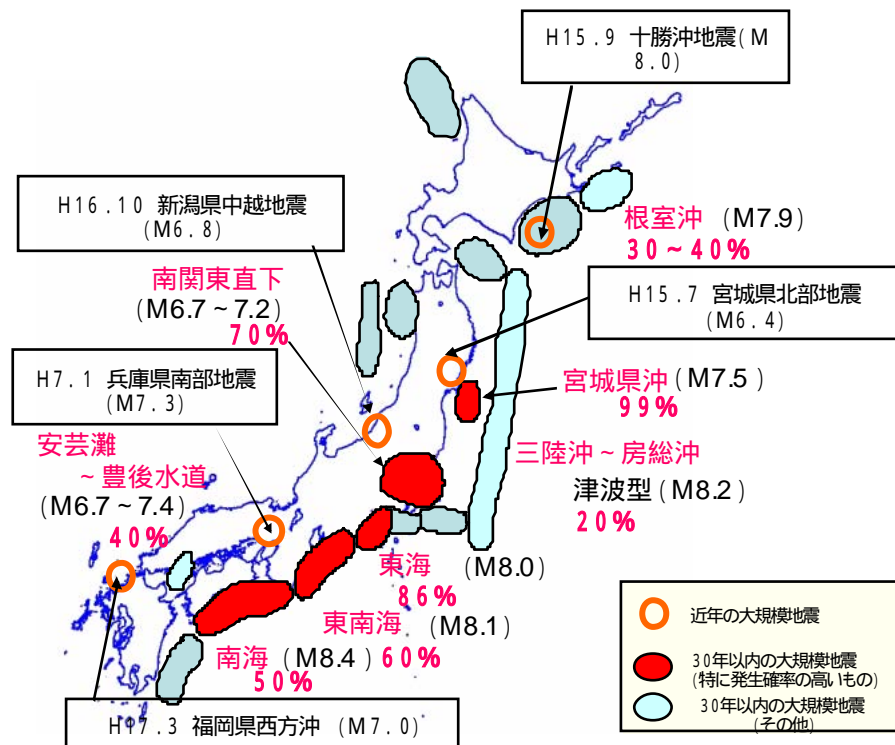 H15.9 十勝沖地震(M
8.0)
H16.10 新潟県中越地震
(M6.8)
根室沖 (M7.9)
30~40%
南関東直下
(M6.7~7.2)
70%
H15.7 宮城県北部地震
(M6.4)
H7.1 兵庫県南部地震
(M7.3)
宮城県沖 (M7.5)
99%
安芸灘
~豊後水道
(M6.7~7.4)
40%
三陸沖~房総沖
津波型 (M8.2)
20%
東海 (M8.0)
86%
東南海 (M8.1)
60%
南海 (M8.4)
50%
H17.3 福岡県西方沖 (M7.0)
近年の大規模地震
30年以内の大規模地震
(特に発生確率の高いもの)
30年以内の大規模地震
(その他)